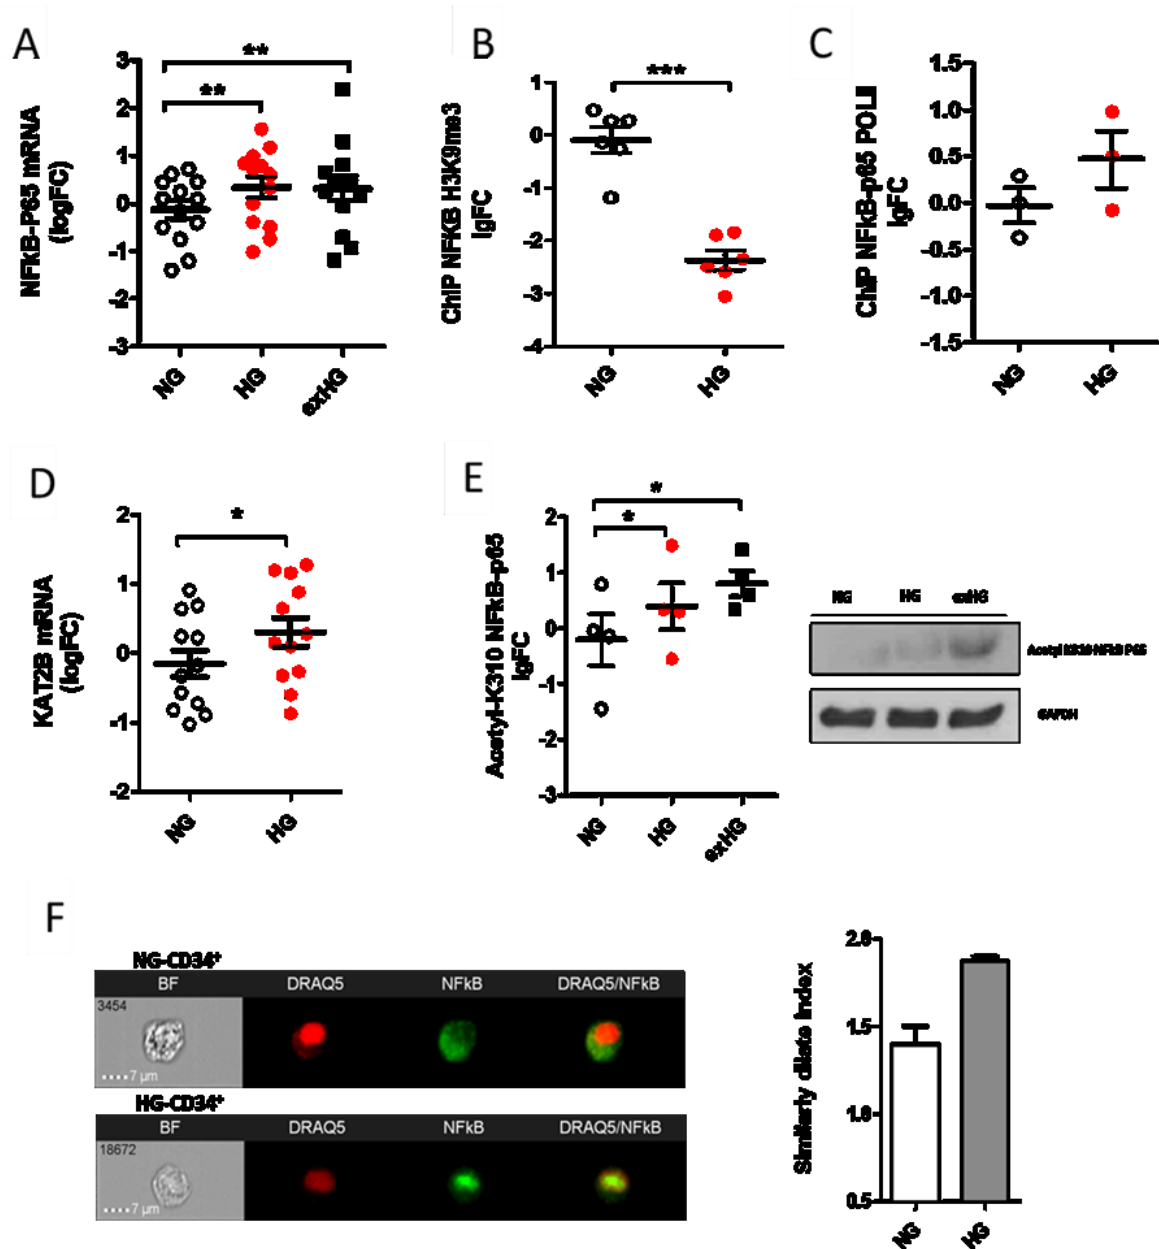 A
NFkB-P65 mRNA
(logFC)
3
2
1
0
-1
-2
-3
**
**
NG
HG
exHG
B
ChIP NFKB H3K9me3
lgFC
1
0
-1
-2
-3
-4
***
NG
HG
C
ChIP NFkB-p65 POLII
lgFC
1.5
1.0
0.5
0.0
-0.5
-1.0
-1.5
NG
HG
D
KAT2B mRNA
(logFC)
2
1
0
-1
-2
*
NG
HG
E
Acetyl-K310 NFkB-p65
lgFC
2
1
0
-1
-2
-3
*
*
NG
HG
exHG
NG HG exHG
Acetyl K310 NFkB P65
GAPDH
F
NG-CD34+
BF DRAQ5 NFkB DRAQ5/NFkB
3454
7 µm
HG-CD34+
BF DRAQ5 NFkB DRAQ5/NFkB
18672
7 µm
Similarty dilate index
2.0
1.5
1.0
0.5
NG
HG